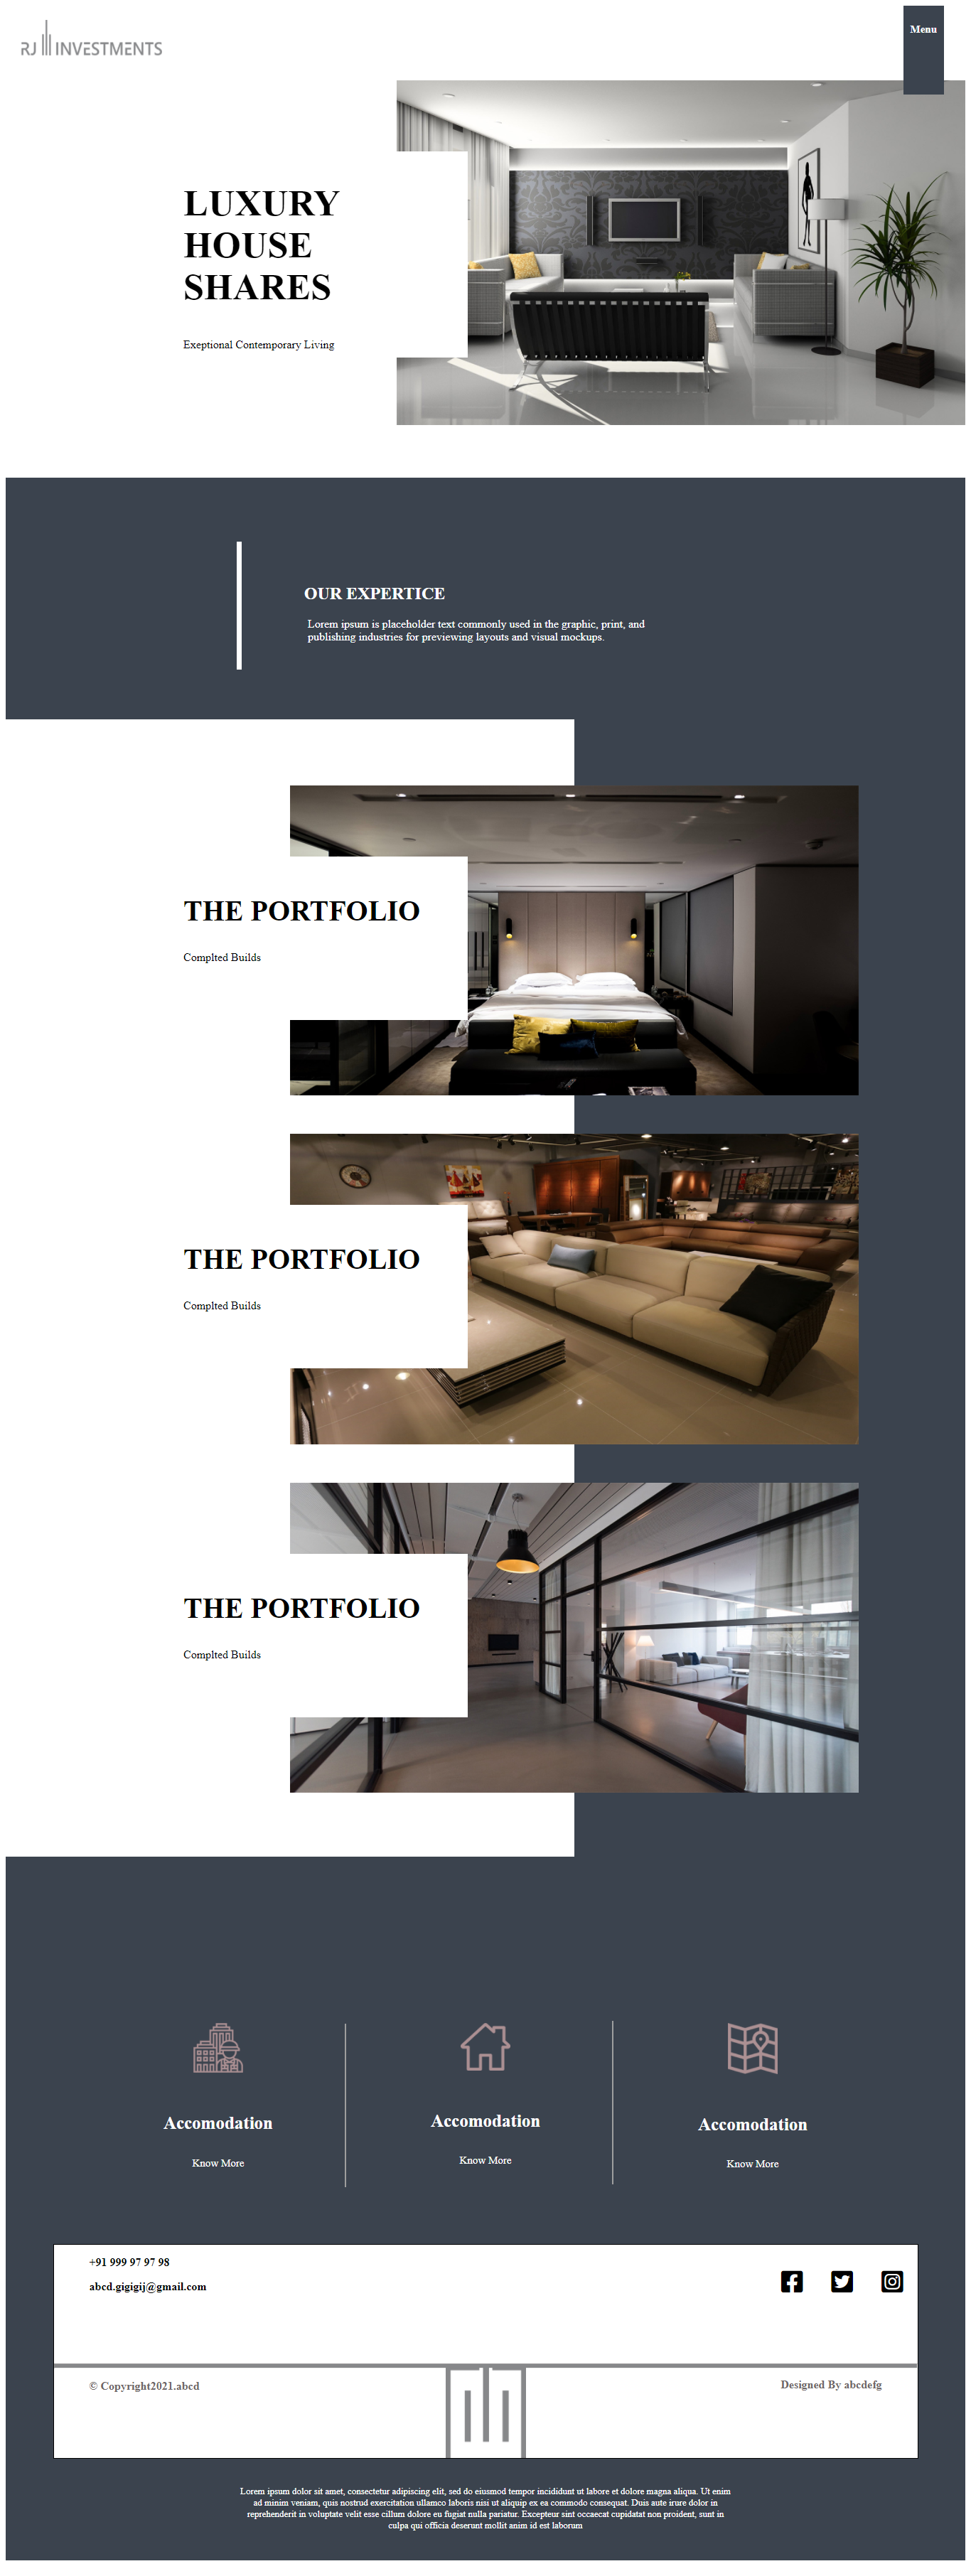 RJ INVESTMENTS
Menu
LUXURY
HOUSE
SHARES
Exeptional Contemporary Living
OUR EXPERTICE
Lorem ipsum is placeholder text commonly used in the graphic, print, and
publishing industries for previewing layouts and visual mockups.
THE PORTFOLIO
Complted Builds
THE PORTFOLIO
Complted Builds
THE PORTFOLIO
Complted Builds
Accomodation
Know More
Accomodation
Know More
Accomodation
Know More
+91 999 97 97 98
abcd.gigigij@gmail.com
© Copyright2021.abcd
Designed By abcdefg
Lorem ipsum dolor sit amet, consectetur adipiscing elit, sed do eiusmod tempor incididunt ut labore et dolore magna aliqua. Ut enim
ad minim veniam, quis nostrud exercitation ullamco laboris nisi ut aliquip ex ea commodo consequat. Duis aute irure dolor in
reprehenderit in voluptate velit esse cillum dolore eu fugiat nulla pariatur. Excepteur sint occaecat cupidatat non proident, sunt in
culpa qui officia deserunt mollit anim id est laborum